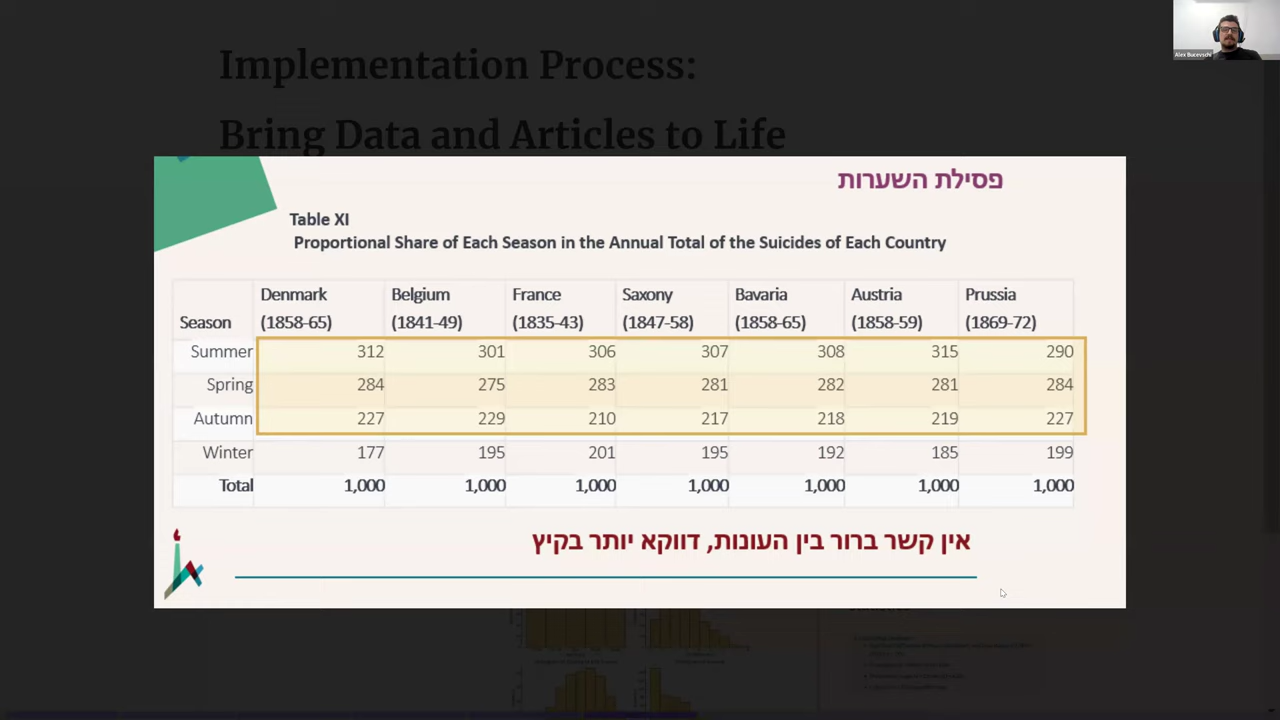 Implementation Process:
Bring Data and Articles to Life
Alex Bucevschi
פסילת השערות
Table XI
Proportional Share of Each Season in the Annual Total of the Suicides of Each Country
Season Denmark (1858-65) Belgium (1841-49) France (1835-43) Saxony (1847-58) Bavaria (1858-65) Austria (1858-59) Prussia (1869-72)
Summer 312 301 306 307 308 315 290
Spring 284 275 283 281 282 281 284
Autumn 227 229 210 217 218 219 227
Winter 177 195 201 195 192 185 199
Total 1,000 1,000 1,000 1,000 1,000 1,000 1,000
אין קשר ברור בין העונות, דווקא יותר בקיץ